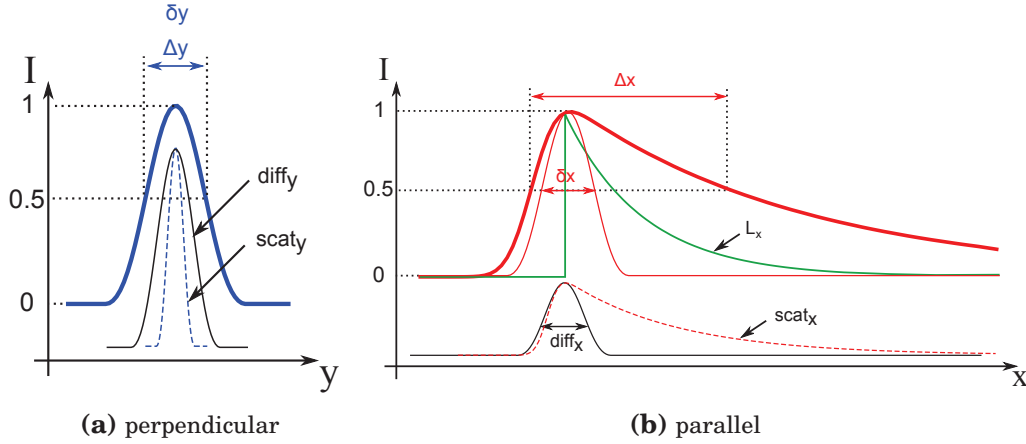 δy
Δy
I
1
0.5
0
diffy
scaty
y
(a) perpendicular
I
Δx
1
0.5
δx
Lx
0
scatx
diffx
x
(b) parallel